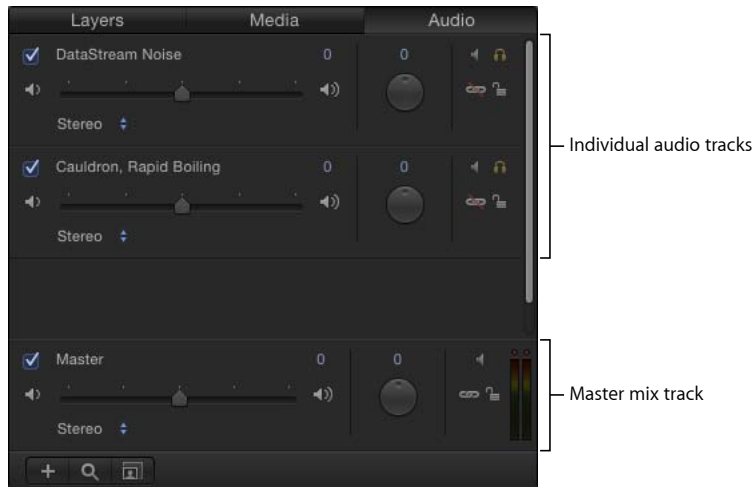 Layers Media Audio
DataStream Noise 0 0
Stereo
Individual audio tracks
Cauldron, Rapid Boiling 0 0
Stereo
Master 0 0
Master mix track
Stereo